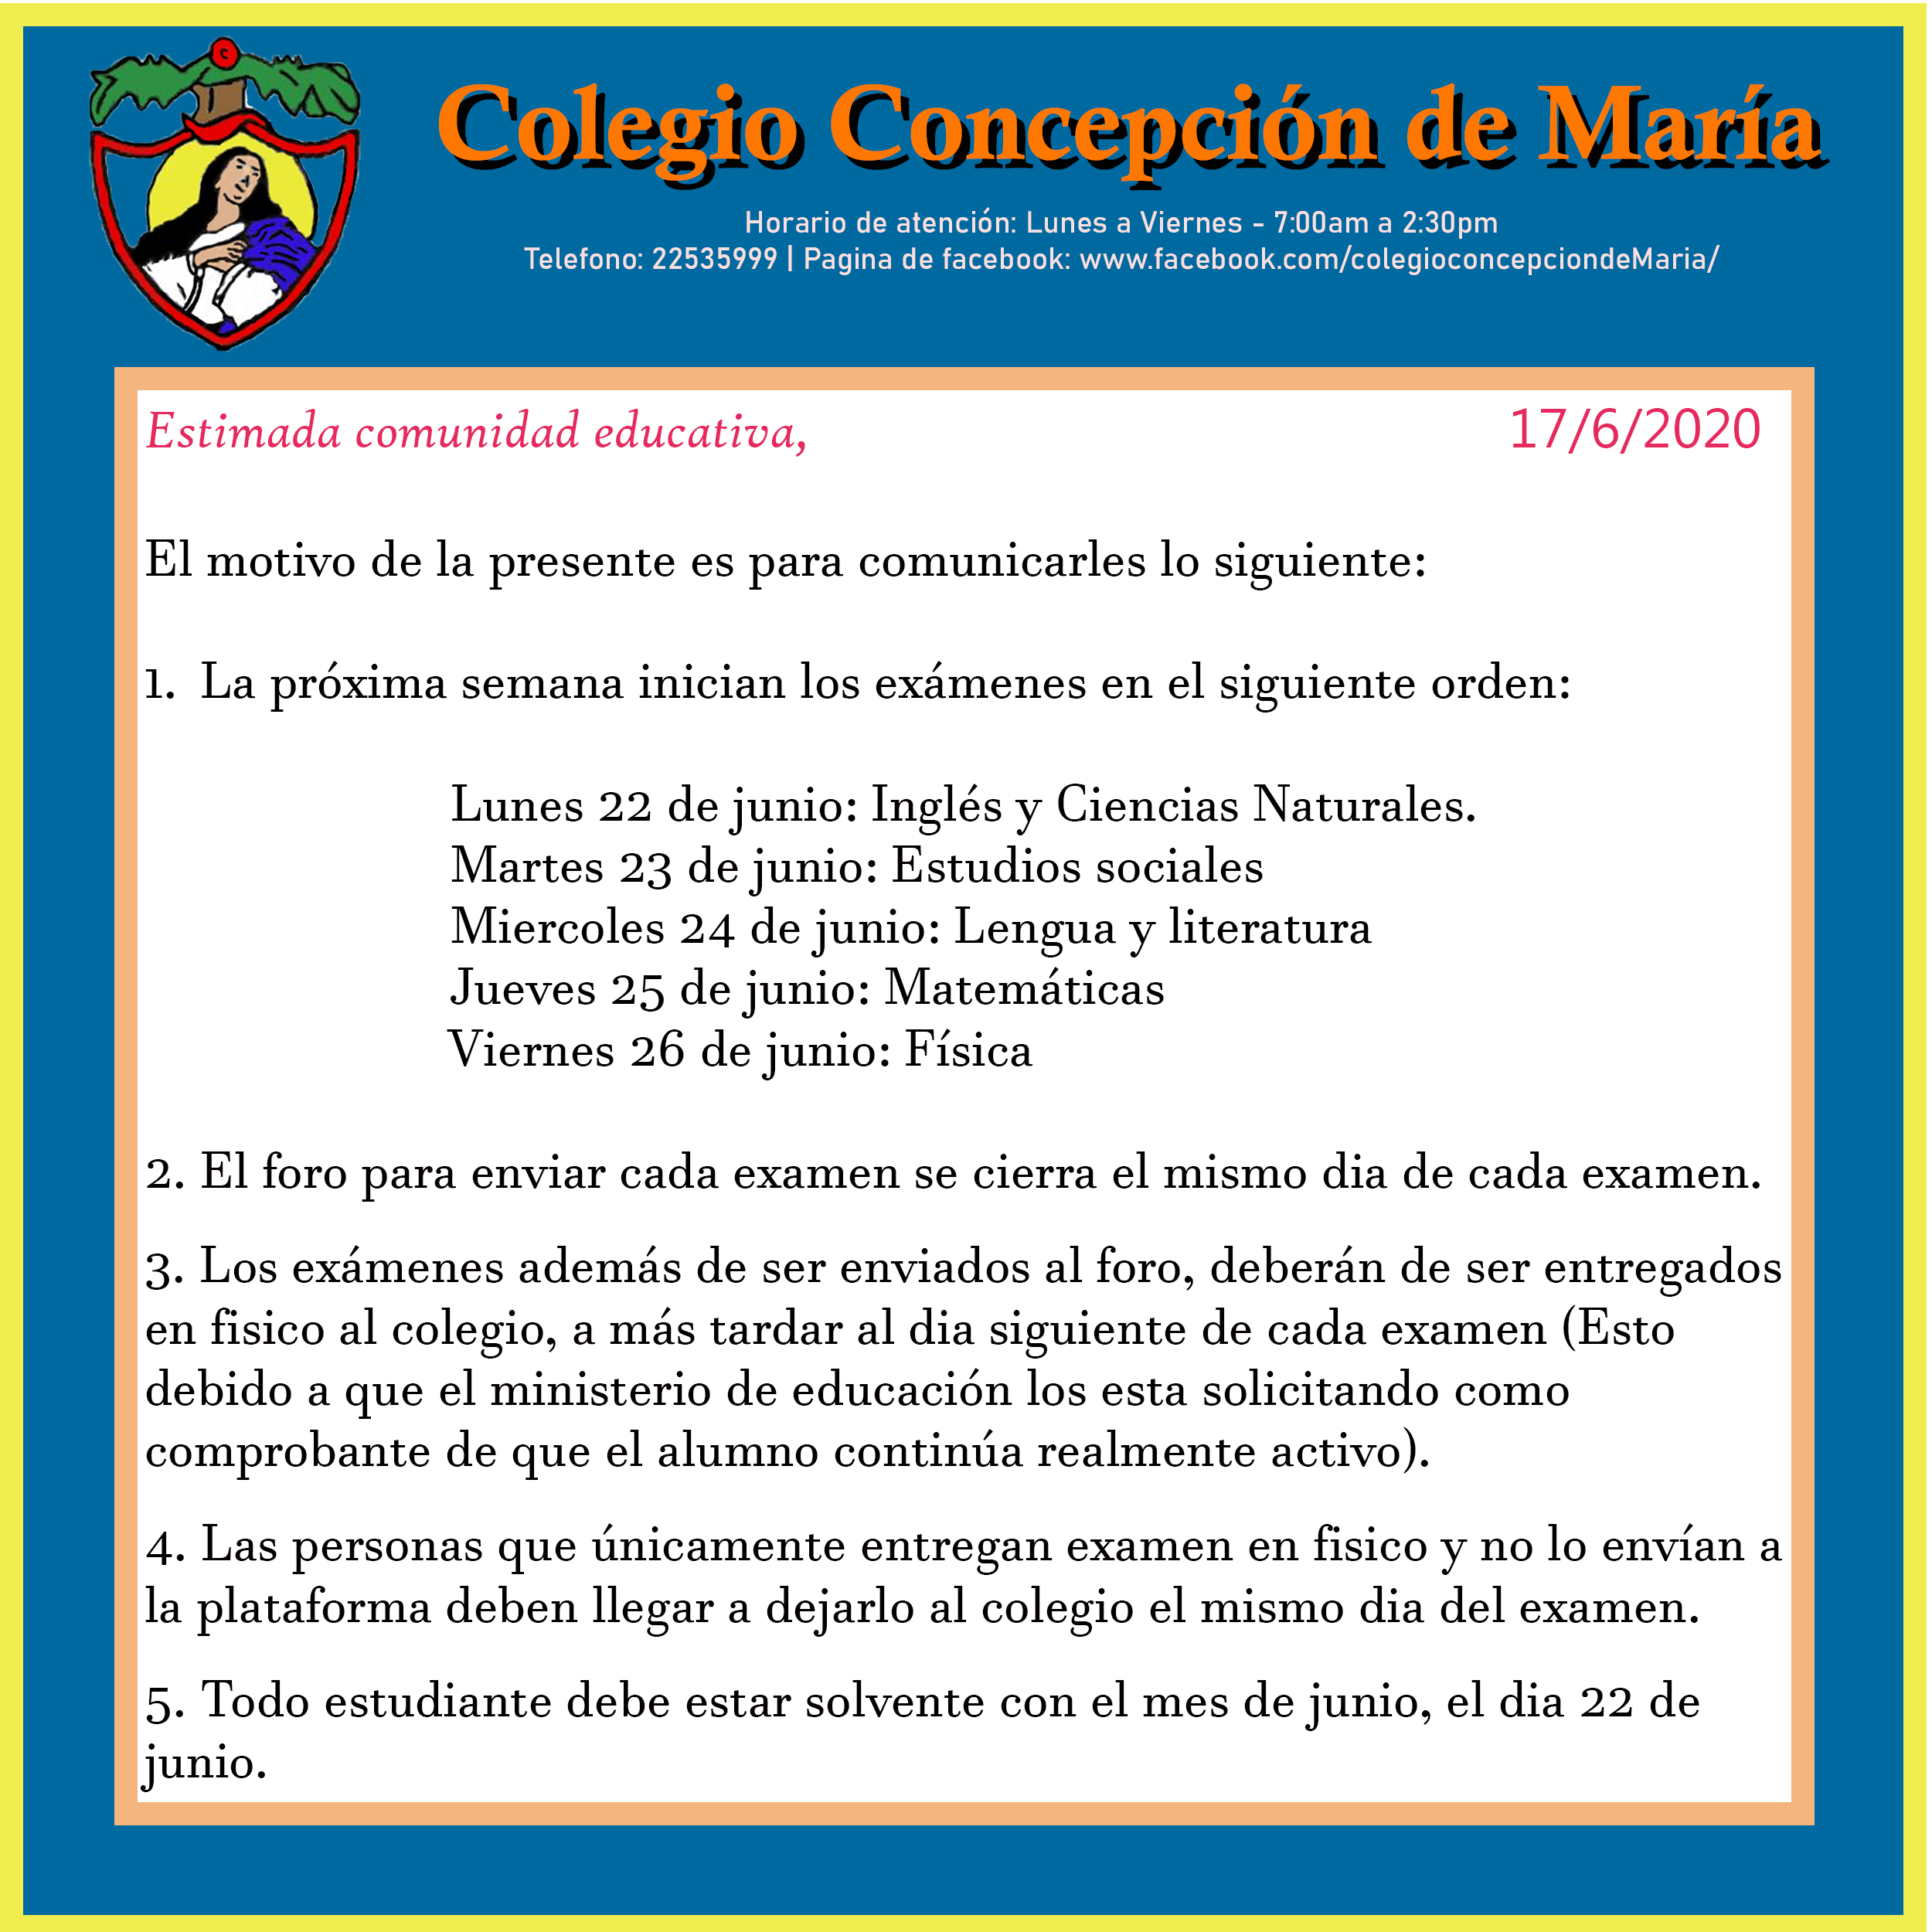 C
Colegio Concepción de María
Horario de atención: Lunes a Viernes - 7:00am a 2:30pm
Telefono: 22535999 | Pagina de facebook: www.facebook.com/colegioconcepciondeMaria/
Estimada comunidad educativa, 17/6/2020
El motivo de la presente es para comunicarles lo siguiente:
1. La próxima semana inician los exámenes en el siguiente orden:
Lunes 22 de junio: Inglés y Ciencias Naturales.
Martes 23 de junio: Estudios sociales
Miercoles 24 de junio: Lengua y literatura
Jueves 25 de junio: Matemáticas
Viernes 26 de junio: Física
2. El foro para enviar cada examen se cierra el mismo dia de cada examen.
3. Los exámenes además de ser enviados al foro, deberán de ser entregados
en fisico al colegio, a más tardar al dia siguiente de cada examen (Esto
debido a que el ministerio de educación los esta solicitando como
comprobante de que el alumno continúa realmente activo).
4. Las personas que únicamente entregan examen en fisico y no lo envían a
la plataforma deben llegar a dejarlo al colegio el mismo dia del examen.
5. Todo estudiante debe estar solvente con el mes de junio, el dia 22 de
junio.